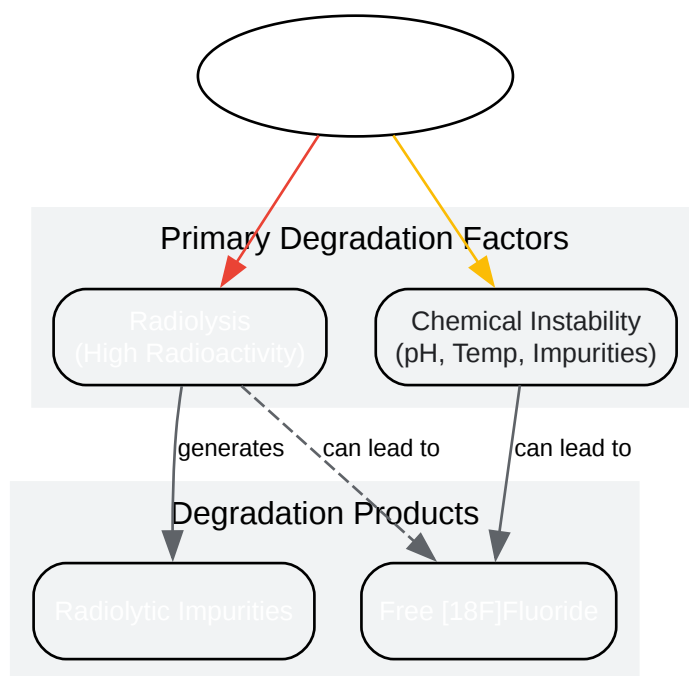 Primary Degradation Factors
Radiolysis
(High Radioactivity)
Chemical Instability
(pH, Temp, Impurities)
generates
can lead to
can lead to
Degradation Products
Radiolytic Impurities
Free [18F]Fluoride